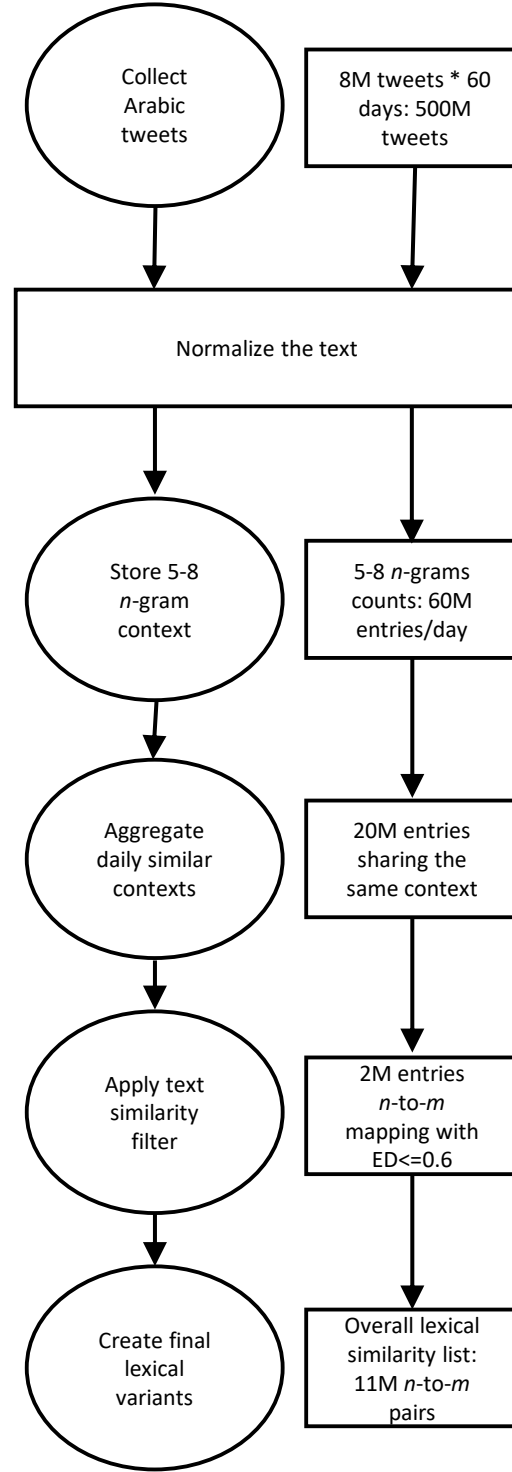 Collect
Arabic
tweets
8M tweets * 60
days: 500M
tweets
Normalize the text
Store 5-8
n-gram
context
5-8 n-grams
counts: 60M
entries/day
Aggregate
daily similar
contexts
20M entries
sharing the
same context
Apply text
similarity
filter
2M entries
n-to-m
mapping with
ED<=0.6
Create final
lexical
variants
Overall lexical
similarity list:
11M n-to-m
pairs